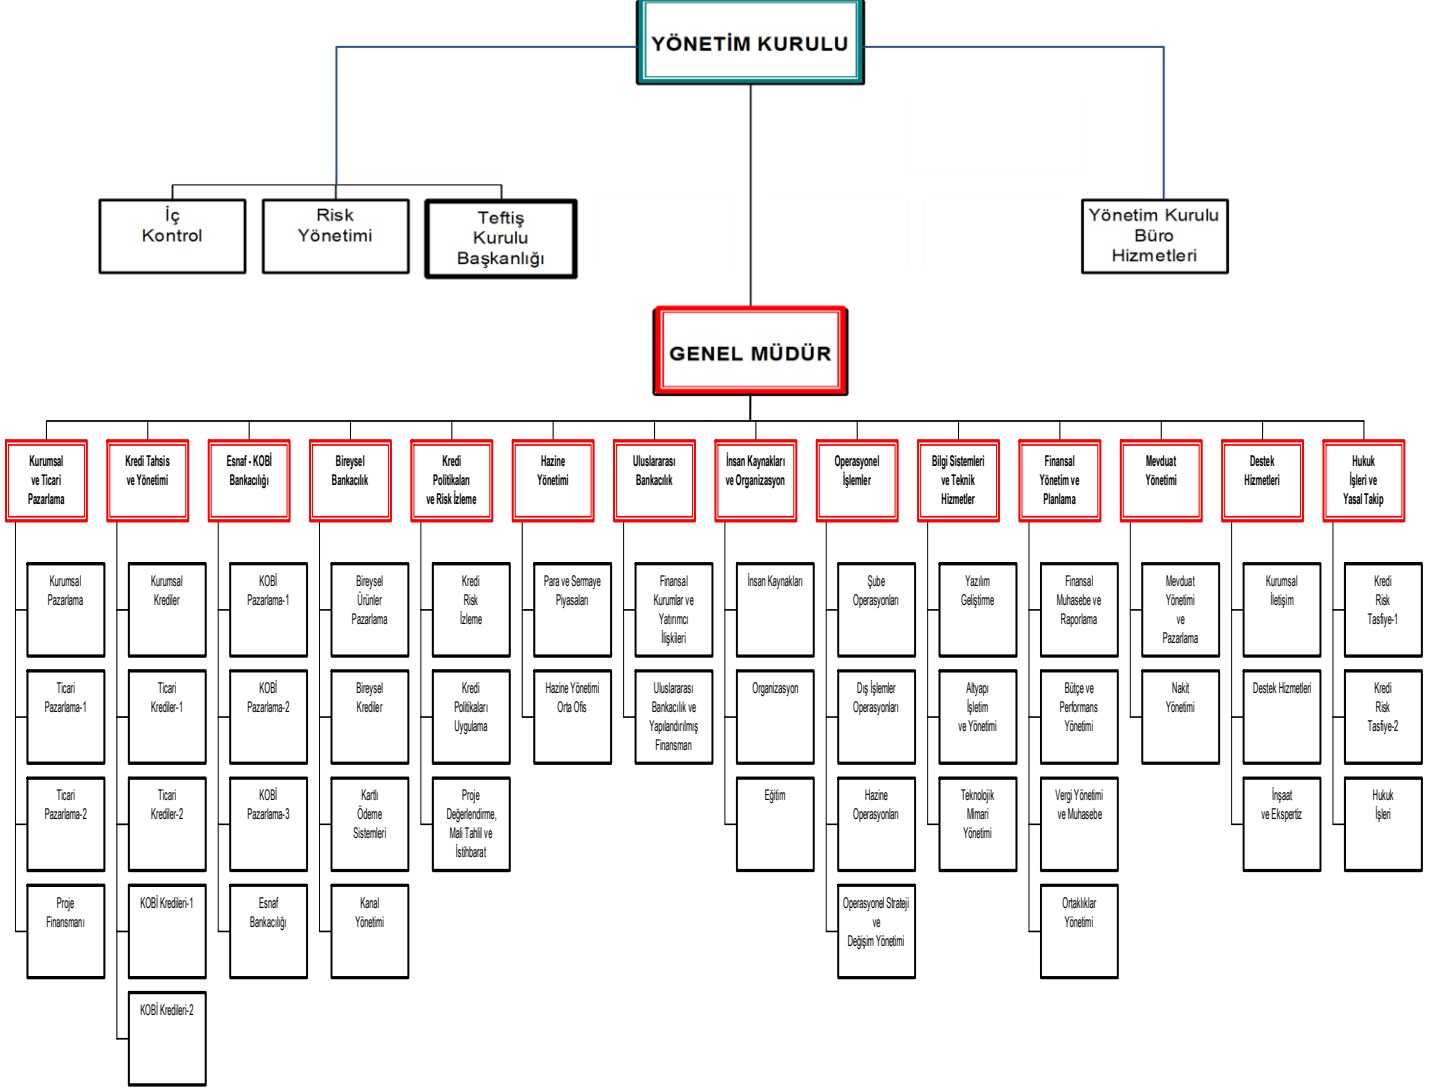 YÖNETİM KURULU
İç
Kontrol
Risk
Yönetimi
Teftiş
Kurulu
Başkanlığı
Yönetim Kurulu
Büro
Hizmetleri
GENEL MÜDÜR
Kurumsal
ve Ticari
Pazarlama
Kredi Tahsis
ve Yönetimi
Esnaf - KOBİ
Bankacılığı
Bireysel
Bankacılık
Kredi
Politikaları
ve Risk İzleme
Hazine
Yönetimi
Uluslararası
Bankacılık
İnsan Kaynakları
ve Organizasyon
Operasyonel
İşlemler
Bilgi Sistemleri
ve Teknik
Hizmetler
Finansal
Yönetim ve
Planlama
Mevduat
Yönetimi
Destek
Hizmetleri
Hukuk
İşleri ve
Yasal Takip
Kurumsal
Pazarlama
Kurumsal
Krediler
KOBİ
Pazarlama-1
Bireysel
Ürünler
Pazarlama
Kredi
Risk
İzleme
Para ve Sermaye
Piyasaları
Finansal
Kurumlar ve
Yatırımcı
İlişkileri
İnsan Kaynakları
Şube
Operasyonları
Yazılım
Geliştirme
Finansal
Muhasebe ve
Raporlama
Mevduat
Yönetimi
ve
Pazarlama
Kurumsal
İletişim
Kredi
Risk
Tasfiye-1
Ticari
Pazarlama-1
Ticari
Krediler-1
KOBİ
Pazarlama-2
Bireysel
Krediler
Kredi
Politikaları
Uygulama
Hazine Yönetimi
Orta Ofis
Uluslararası
Bankacılık ve
Yapılandırılmış
Finansman
Organizasyon
Dış İşlemler
Operasyonları
Altyapı
İşletim
ve Yönetimi
Bütçe ve
Performans
Yönetimi
Nakit
Yönetimi
Destek Hizmetleri
Kredi
Risk
Tasfiye-2
Ticari
Pazarlama-2
Ticari
Krediler-2
KOBİ
Pazarlama-3
Kartlı
Ödeme
Sistemleri
Proje
Değerlendirme,
Mali Tahlil ve
İstihbarat
Eğitim
Hazine
Operasyonları
Teknolojik
Mimari
Yönetimi
Vergi Yönetimi
ve Muhasebe
İnşaat
ve Ekspertiz
Hukuk
İşleri
Proje
Finansmanı
KOBİ Kredileri-1
Esnaf
Bankacılığı
Kanal
Yönetimi
Operasyonel Strateji
ve
Değişim Yönetimi
Ortaklıklar
Yönetimi
KOBİ Kredileri-2